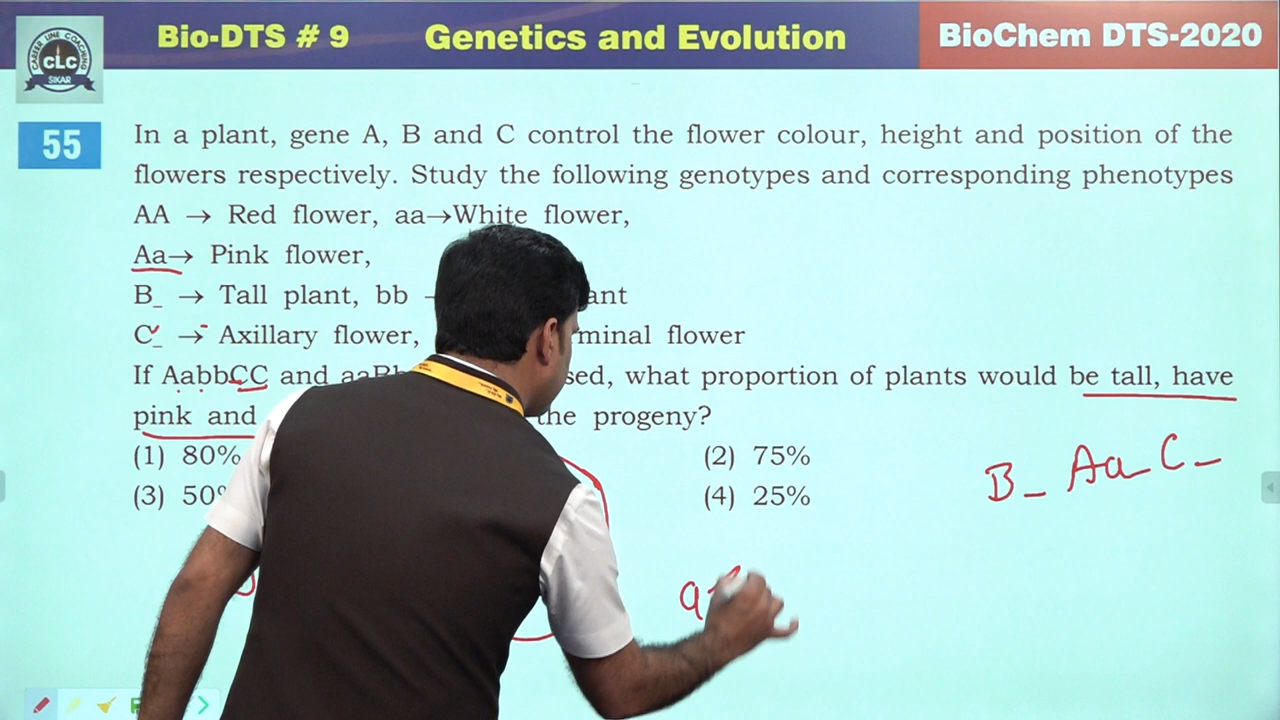 Bio-DTS # 9 Genetics and Evolution BioChem DTS-2020
CAREER LINE COACHING
CLC
SIKAR
55 In a plant, gene A, B and C control the flower colour, height and position of the
flowers respectively. Study the following genotypes and corresponding phenotypes
AA → Red flower, aa→White flower,
Aa→ Pink flower,
B_ → Tall plant, bb
C_ → Axillary flower, flower
If AabbCC and what proportion of plants would be tall, have
pink and the progeny?
(1) 80% (2) 75%
(3) (4) 25%
B_ Aa C_